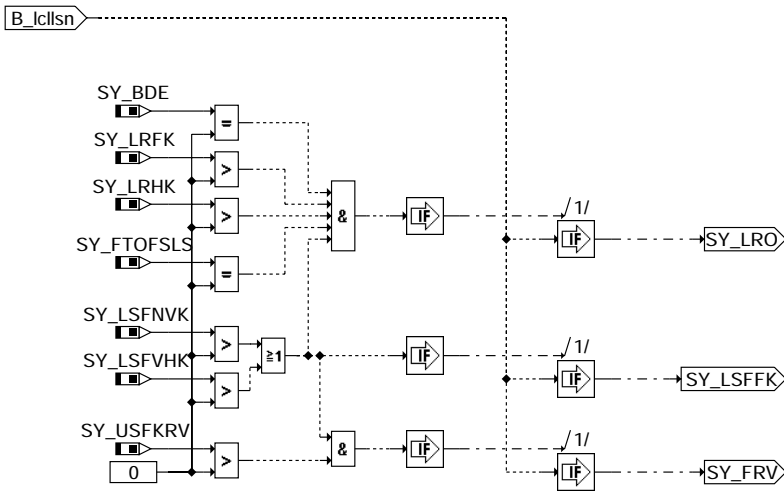 B_lcllsn
SY_BDE
=
SY_LRFK
>
SY_LRHK
>
&
IF
/1/
IF
SY_LRO
SY_FTOFSLS
=
SY_LSFNVK
>
≧1
IF
/1/
IF
SY_LSFFK
SY_LSFVHK
>
SY_USFKRV
>
&
IF
/1/
IF
SY_FRV
0